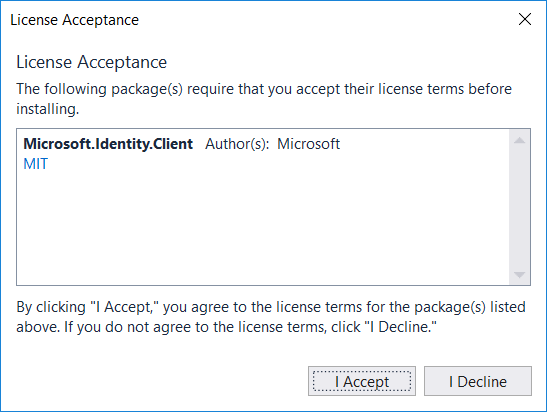 License Acceptance
License Acceptance
The following package(s) require that you accept their license terms before
installing.
Microsoft.Identity.Client Author(s): Microsoft
MIT
By clicking "I Accept," you agree to the license terms for the package(s) listed
above. If you do not agree to the license terms, click "I Decline."
I Accept I Decline